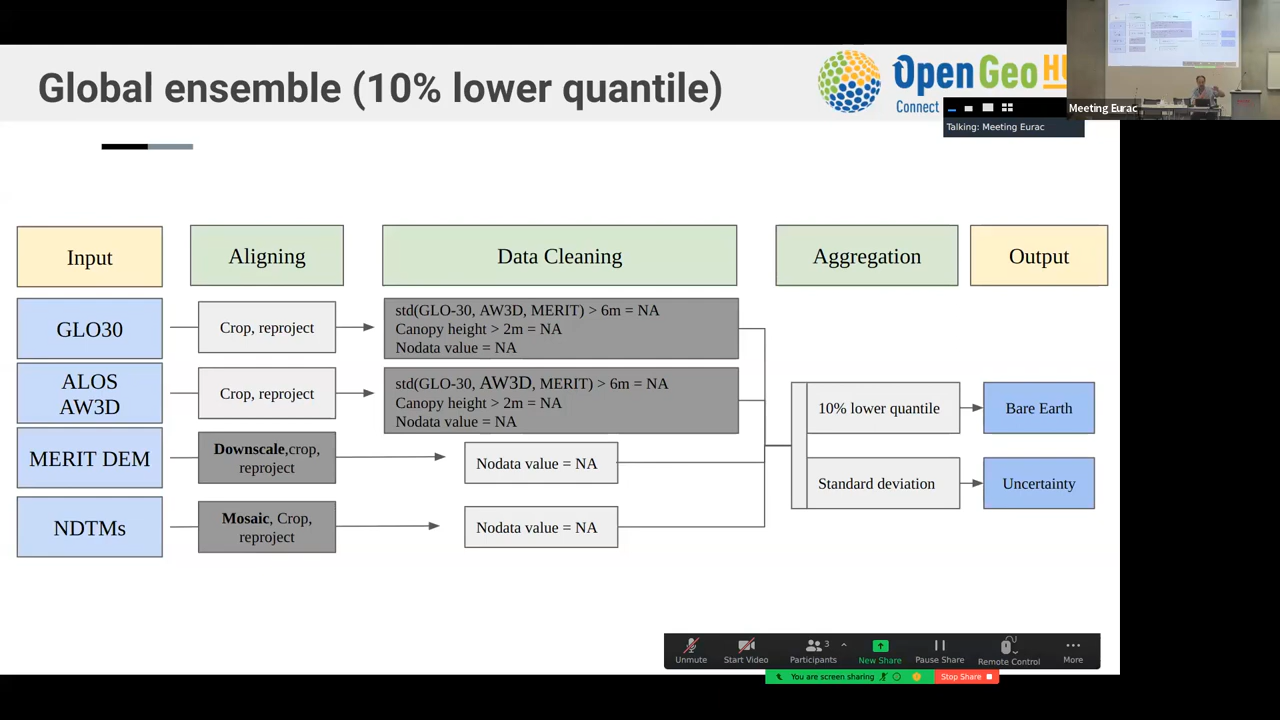 Global ensemble (10% lower quantile)
Open Geo HU
Connect
Meeting Eurac
Talking: Meeting Eurac
Input
Aligning
Data Cleaning
Aggregation
Output
GLO30
Crop, reproject
std(GLO-30, AW3D, MERIT) > 6m = NA
Canopy height > 2m = NA
Nodata value = NA
ALOS
AW3D
Crop, reproject
std(GLO-30, AW3D, MERIT) > 6m = NA
Canopy height > 2m = NA
Nodata value = NA
10% lower quantile
Bare Earth
MERIT DEM
Downscale,crop,
reproject
Nodata value = NA
Standard deviation
Uncertainty
NDTMs
Mosaic, Crop,
reproject
Nodata value = NA
Unmute
Start Video
Participants
3
New Share
Pause Share
Remote Control
More
You are screen sharing
Stop Share